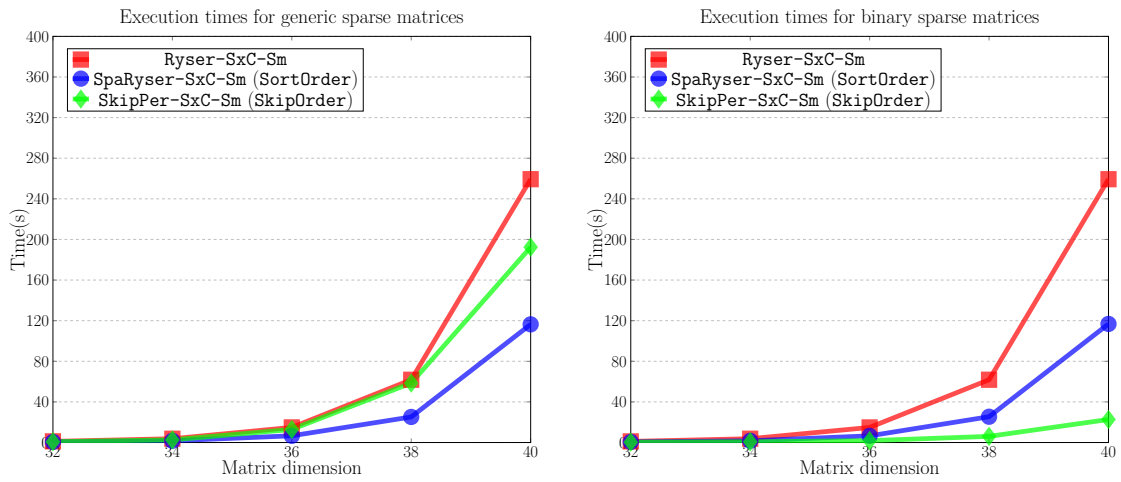 Execution times for generic sparse matrices
400
360
320
280
240
200
160
120
80
40
0
Time(s)
Ryser-SxC-Sm
SpaRyser-SxC-Sm (SortOrder)
SkipPer-SxC-Sm (SkipOrder)
32
34
36
38
40
Matrix dimension
Execution times for binary sparse matrices
400
360
320
280
240
200
160
120
80
40
0
Time(s)
Ryser-SxC-Sm
SpaRyser-SxC-Sm (SortOrder)
SkipPer-SxC-Sm (SkipOrder)
32
34
36
38
40
Matrix dimension